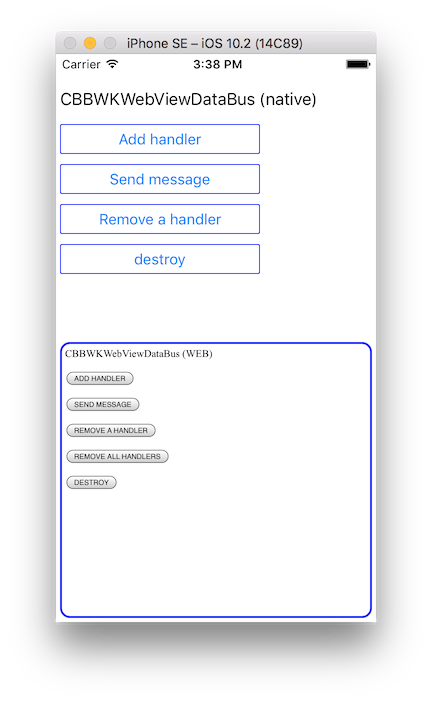 iPhone SE – iOS 10.2 (14C89)
Carrier 3:38 PM
CBBWKWebViewDataBus (native)
Add handler
Send message
Remove a handler
destroy
CBBWKWebViewDataBus (WEB)
ADD HANDLER
SEND MESSAGE
REMOVE A HANDLER
REMOVE ALL HANDLERS
DESTROY